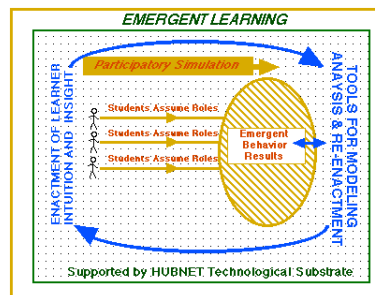 EMERGENT LEARNING
Participatory Simulation
ENACTMENT OF LEARNER
INTUITION AND INSIGHT
Students Assume Roles
Students Assume Roles
Students Assume Roles
Emergent
Behavior
Results
TOOLS FOR MODELING
ANAYSIS & RE-ENACTMENT
Supported by HUBNET Technological Substrate